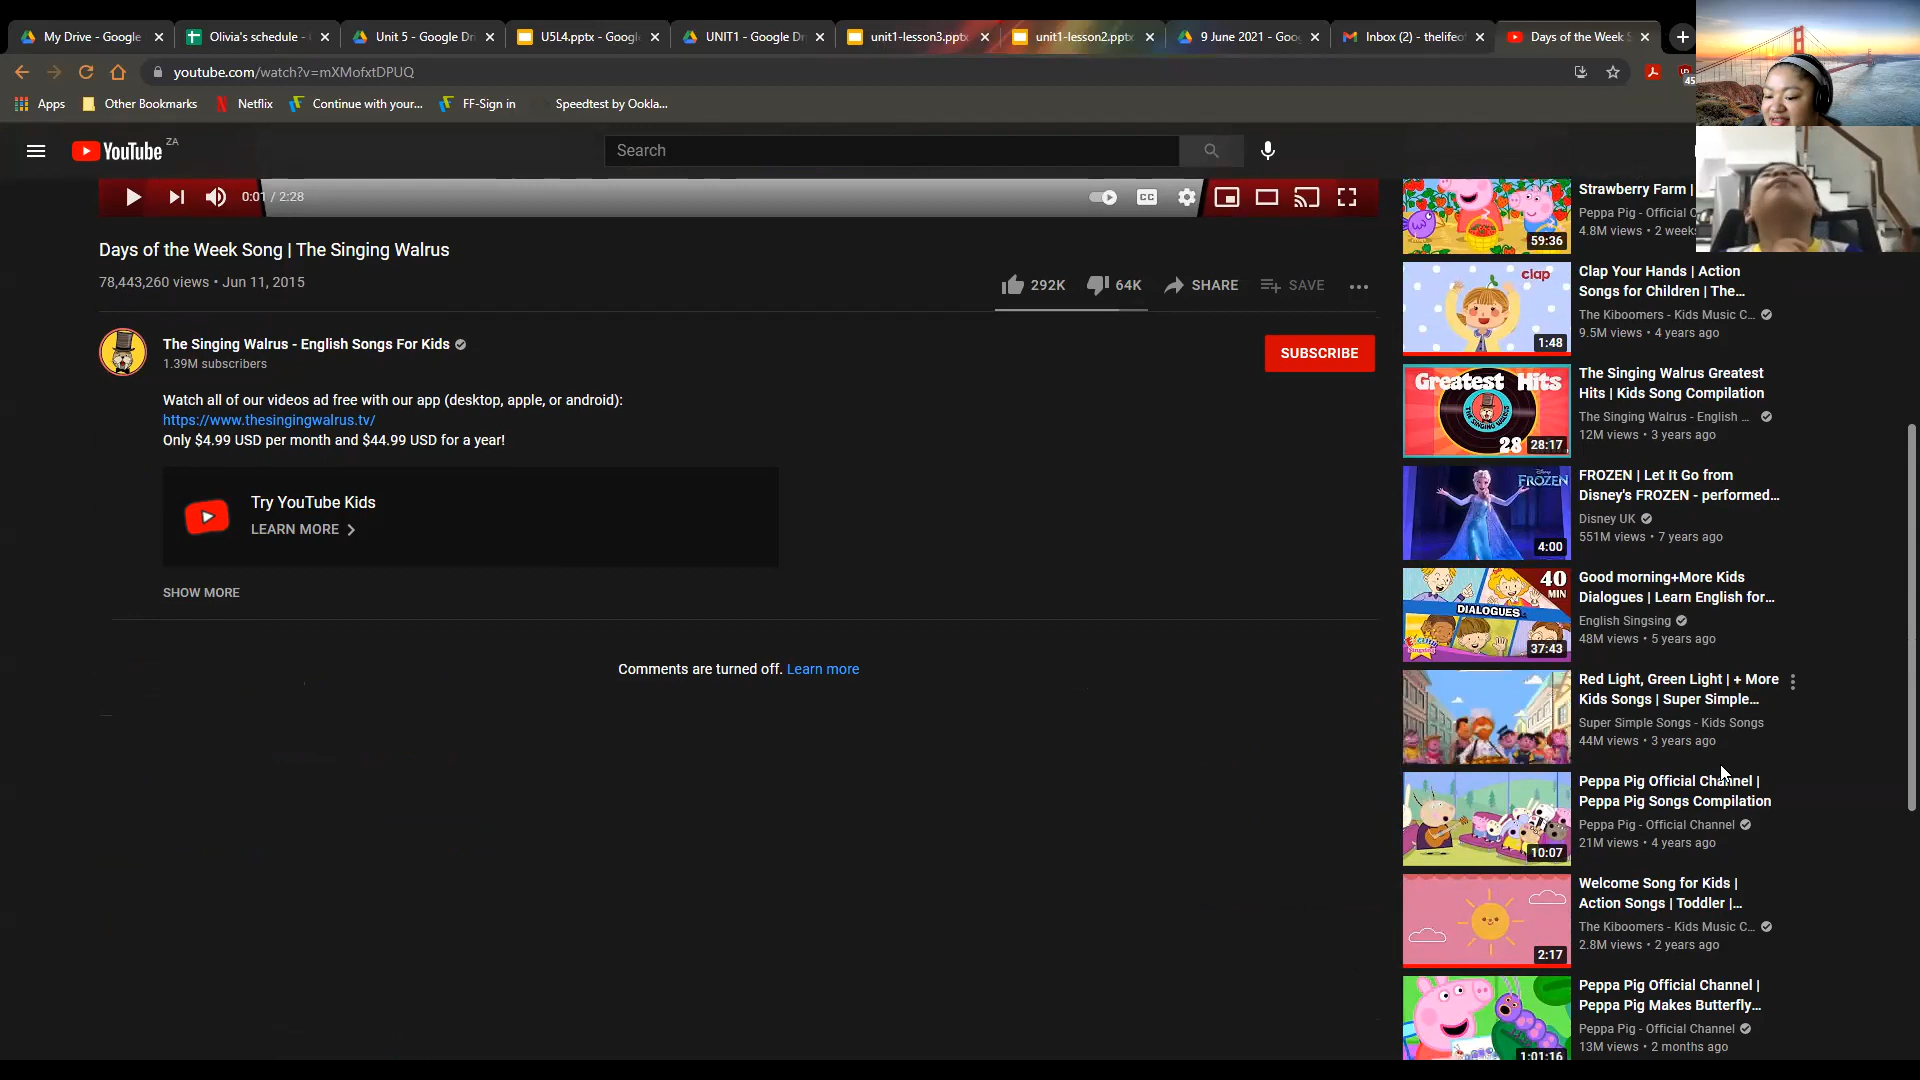 My Drive - Google
Olivia's schedule -
Unit 5 - Google Dri
U5L4.pptx - Google
UNIT1 - Google Dr
unit1-lesson3.pptx
unit1-lesson2.pptx
9 June 2021 - Goog
Inbox (2) - thelifeof
Days of the Week S
youtube.com/watch?v=mXMofxtDPUQ
45
Apps
Other Bookmarks
Netflix
Continue with your...
FF-Sign in
Speedtest by Ookla...
YouTube ZA
Search
0:01 / 2:28
CC
Days of the Week Song | The Singing Walrus
78,443,260 views • Jun 11, 2015
292K
64K
SHARE
SAVE
The Singing Walrus - English Songs For Kids
1.39M subscribers
SUBSCRIBE
Watch all of our videos ad free with our app (desktop, apple, or android):
https://www.thesingingwalrus.tv/
Only $4.99 USD per month and $44.99 USD for a year!
Try YouTube Kids
LEARN MORE
SHOW MORE
Comments are turned off. Learn more
59:36
Strawberry Farm |
Peppa Pig - Official C
4.8M views • 2 weeks
clap
1:48
Clap Your Hands | Action
Songs for Children | The...
The Kiboomers - Kids Music C...
9.5M views • 4 years ago
Greatest Hits
28
28:17
The Singing Walrus Greatest
Hits | Kids Song Compilation
The Singing Walrus - English ...
12M views • 3 years ago
Disney
FROZEN
4:00
FROZEN | Let It Go from
Disney's FROZEN - performed...
Disney UK
551M views • 7 years ago
40
MIN
DIALOGUES
37:43
Good morning+More Kids
Dialogues | Learn English for...
English Singsing
48M views • 5 years ago
Red Light, Green Light | + More
Kids Songs | Super Simple...
Super Simple Songs - Kids Songs
44M views • 3 years ago
10:07
Peppa Pig Official Channel |
Peppa Pig Songs Compilation
Peppa Pig - Official Channel
21M views • 4 years ago
2:17
Welcome Song for Kids |
Action Songs | Toddler |...
The Kiboomers - Kids Music C...
2.8M views • 2 years ago
1:01:16
Peppa Pig Official Channel |
Peppa Pig Makes Butterfly...
Peppa Pig - Official Channel
13M views • 2 months ago